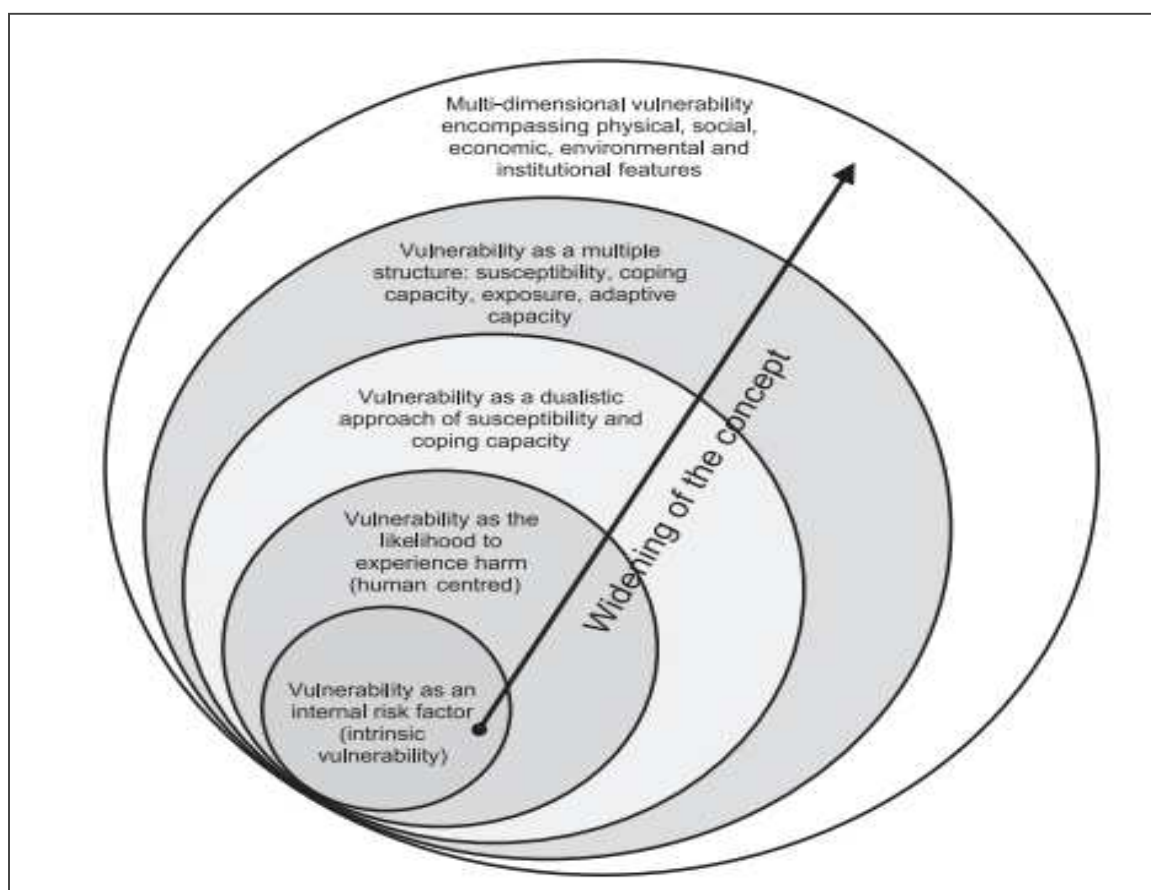 Multi-dimensional vulnerability
encompassing physical, social,
economic, environmental and
institutional features
Vulnerability as a multiple
structure: susceptibility, coping
capacity, exposure, adaptive
capacity
Vulnerability as a dualistic
approach of susceptibility and
coping capacity
Widening of the concept
Vulnerability as the
likelihood to
experience harm
(human centred)
Vulnerability as an
internal risk factor
(intrinsic
vulnerability)